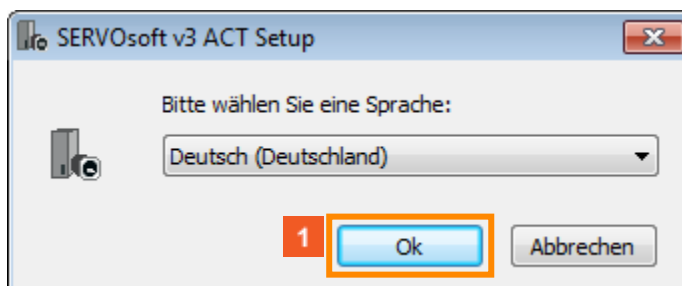 SERVOsoft v3 ACT Setup
Bitte wählen Sie eine Sprache:
Deutsch (Deutschland)
1
Ok
Abbrechen